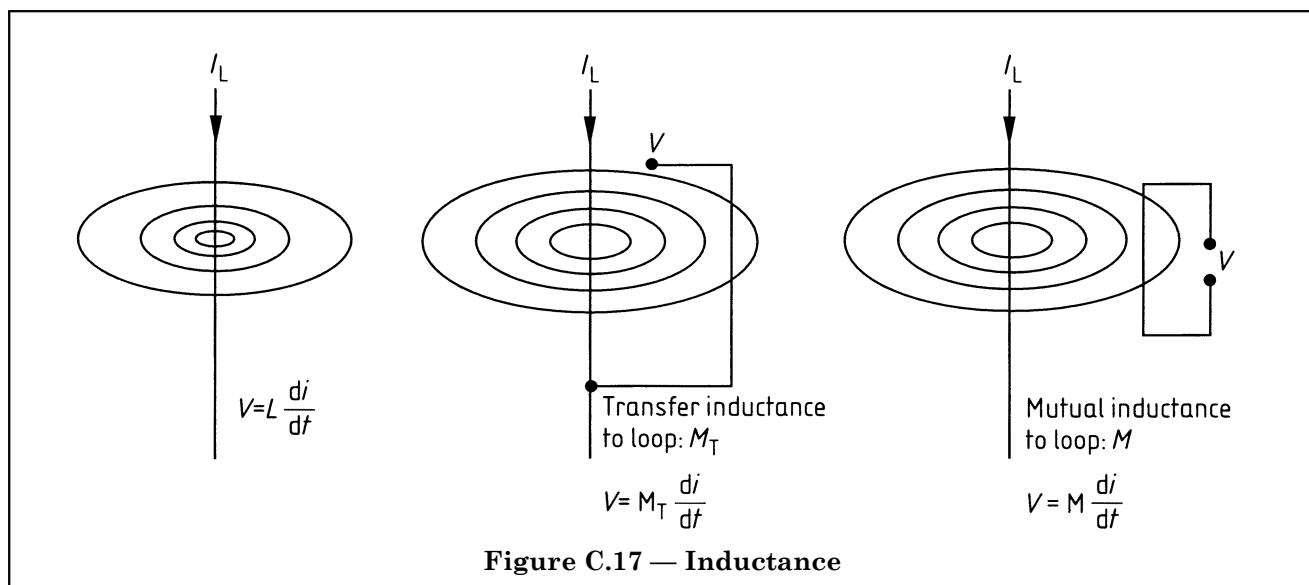 I_L
I_L
I_L
V
V
V=L di/dt
Transfer inductance
to loop: M_T
Mutual inductance
to loop: M
V= M_T di/dt
V = M di/dt
Figure C.17 — Inductance